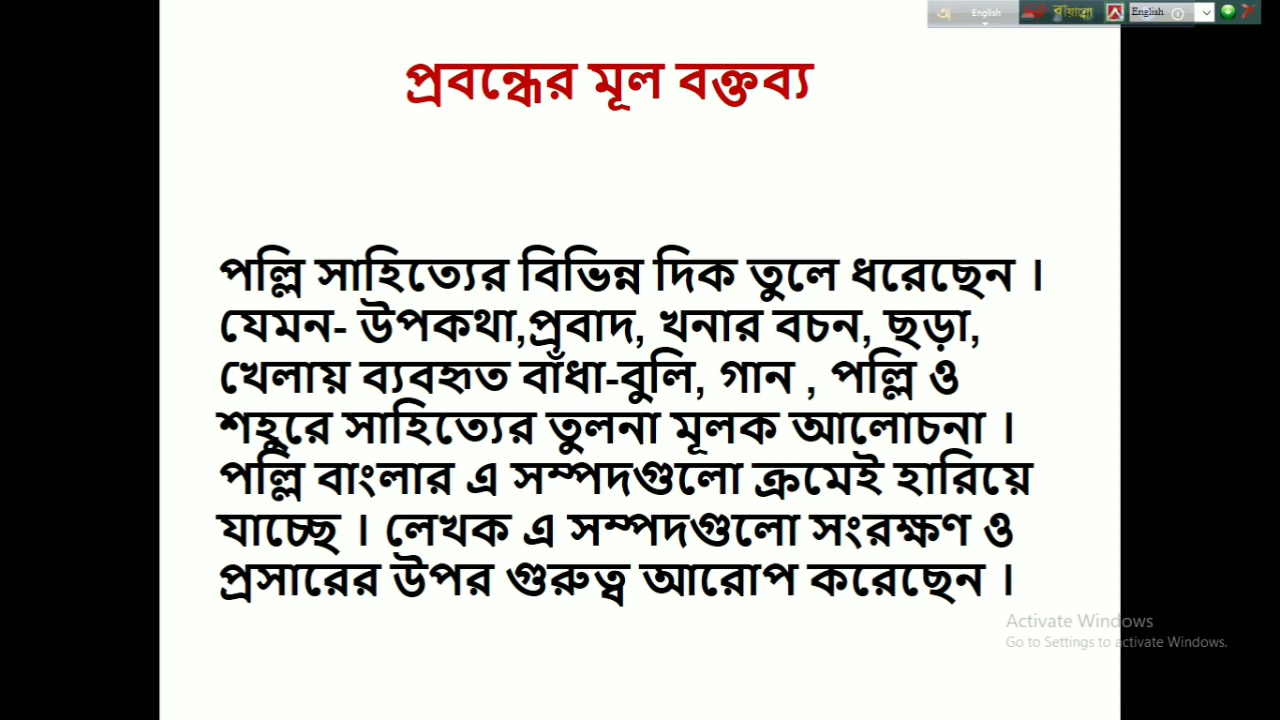 English
English
প্রবন্ধের মূল বক্তব্য
পল্লি সাহিত্যের বিভিন্ন দিক তুলে ধরেছেন ।
যেমন- উপকথা,প্রবাদ, খনার বচন, ছড়া,
খেলায় ব্যবহৃত বাঁধা-বুলি, গান , পল্লি ও
শহুরে সাহিত্যের তুলনা মূলক আলোচনা ।
পল্লি বাংলার এ সম্পদগুলো ক্রমেই হারিয়ে
যাচ্ছে । লেখক এ সম্পদগুলো সংরক্ষণ ও
প্রসারের উপর গুরুত্ব আরোপ করেছেন ।
Activate Windows
Go to Settings to activate Windows.